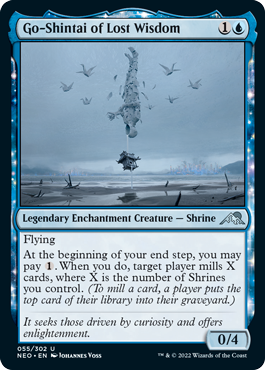 Go-Shintai of Lost Wisdom 1
Legendary Enchantment Creature — Shrine
Flying
At the beginning of your end step, you may
pay 1. When you do, target player mills X
cards, where X is the number of Shrines
you control. (To mill a card, a player puts the
top card of their library into their graveyard.)
It seeks those driven by curiosity and offers
enlightenment.
0/4
055/302 U
NEO • EN Johannes Voss
™ & © 2022 Wizards of the Coast